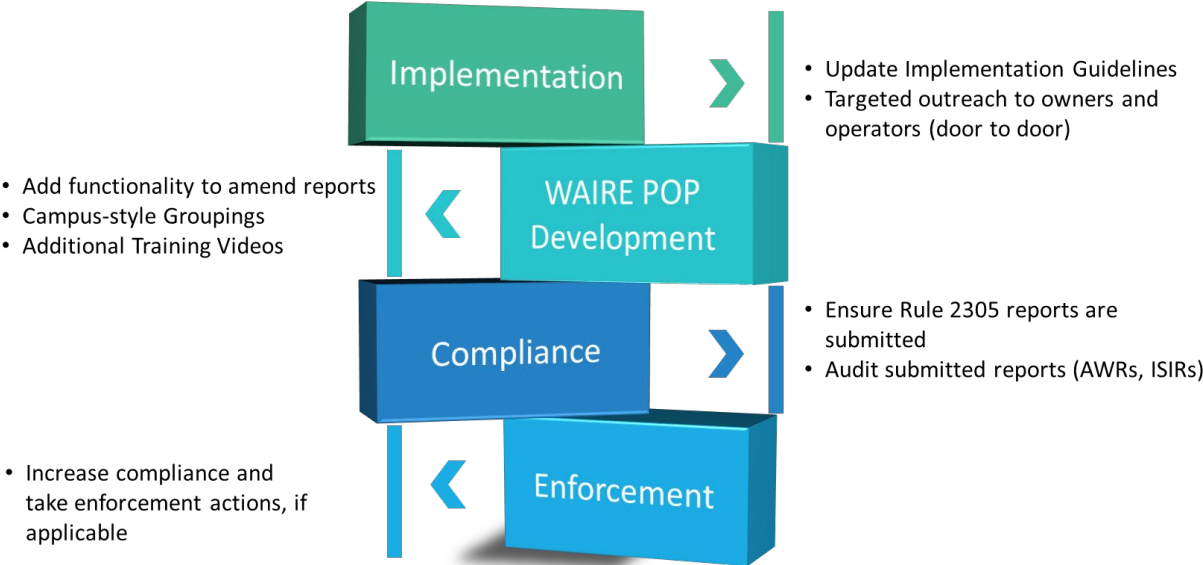 Implementation
• Update Implementation Guidelines
• Targeted outreach to owners and
operators (door to door)
WAIRE POP
Development
• Add functionality to amend reports
• Campus-style Groupings
• Additional Training Videos
Compliance
• Ensure Rule 2305 reports are
submitted
• Audit submitted reports (AWRs, ISIRs)
Enforcement
• Increase compliance and
take enforcement actions, if
applicable